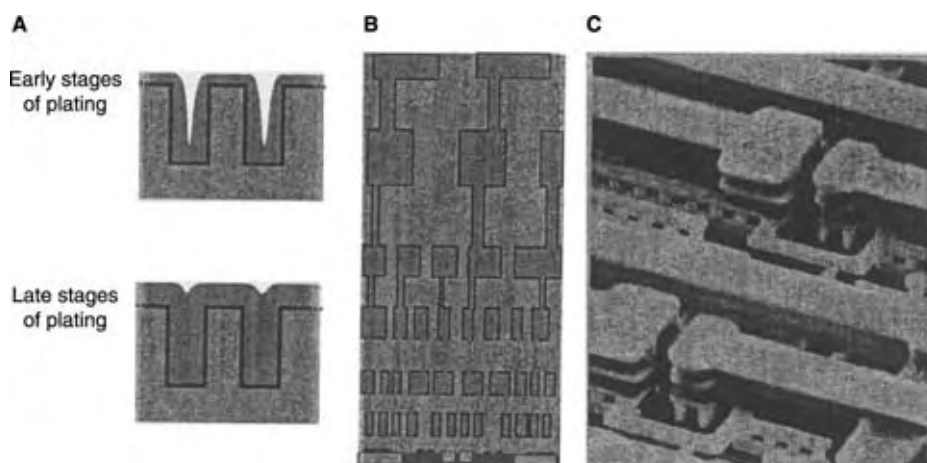 A
B
C
Early stages
of plating
Late stages
of plating